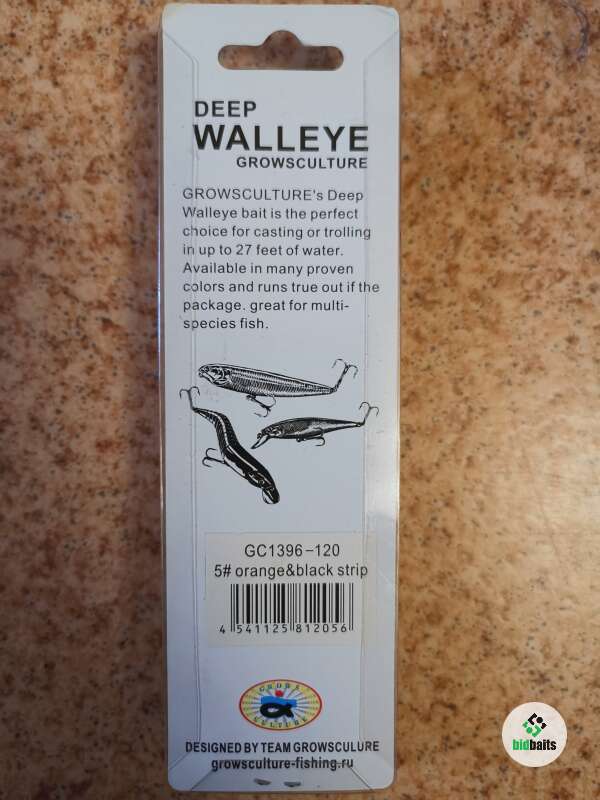 DEEP
WALLEYE
GROWSCULTURE
GROWSCULTURE's Deep
Walleye bait is the perfect
choice for casting or trolling
in up to 27 feet of water.
Available in many proven
colors and runs true out if the
package. great for multi-
species fish.
GC1396-120
5# orange&black strip
4 541125 812056
GROWS
CULTURE
DESIGNED BY TEAM GROWSCULURE
growsculture-fishing.ru
bidbaits